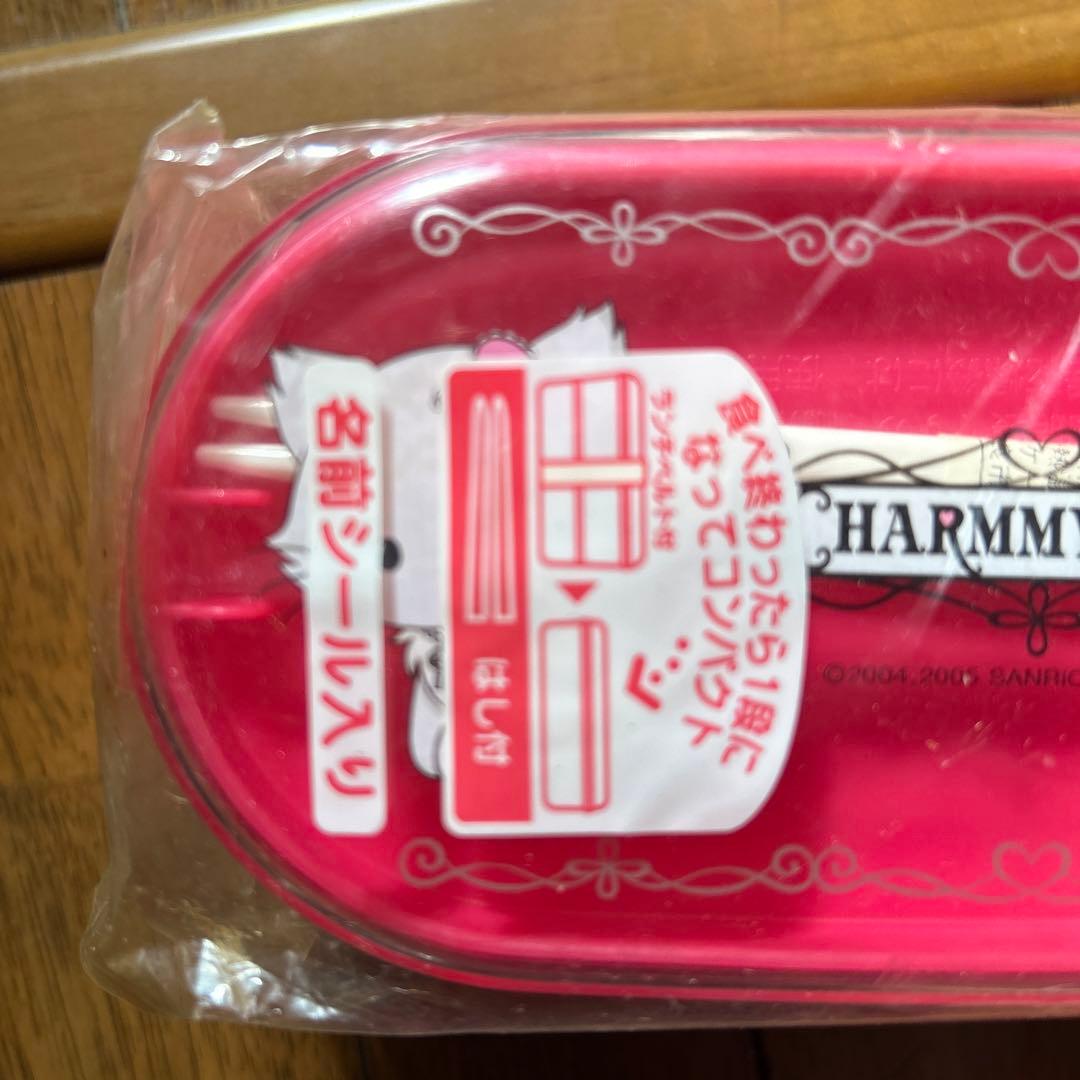 名前シール入り
はし付
ランチベルト付
食べ終わったら1段に
なってコンパクト
CHARMMY
©2004,2005 SANRIO